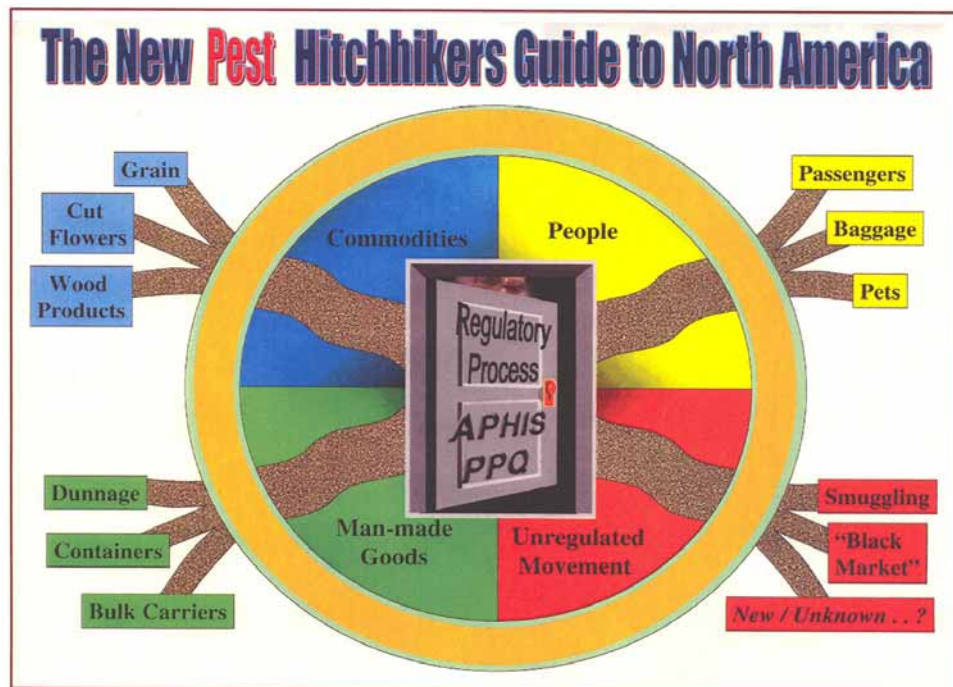 The New Pest Hitchhikers Guide to North America
Grain
Cut
Flowers
Wood
Products
Commodities
People
Passengers
Baggage
Pets
Regulatory
Process
APHIS
PPQ
Dunnage
Containers
Bulk Carriers
Man-made
Goods
Unregulated
Movement
Smuggling
“Black
Market”
New / Unknown . . ?